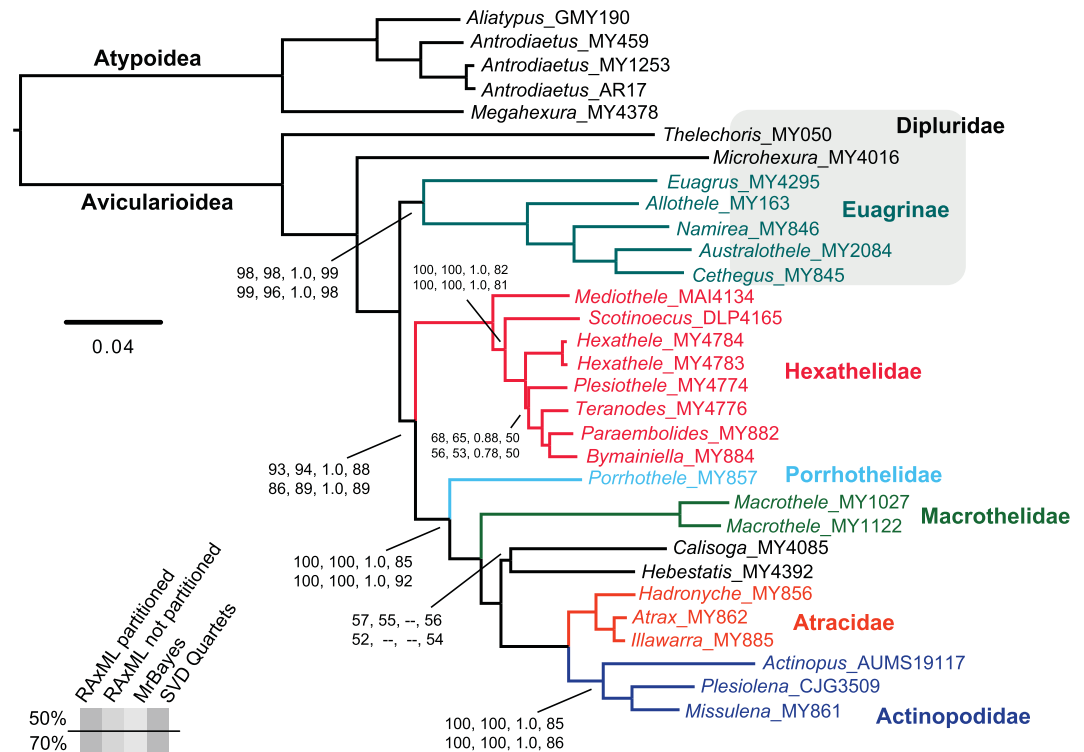 Aliatypus_GMY190
Antrodiaetus_MY459
Atypoidea
Antrodiaetus_MY1253
Antrodiaetus_AR17
Megahexura_MY4378
Dipluridae
Thelechoris_MY050
Microhexura_MY4016
Euagrus_MY4295
Avicularioidea
Allothele_MY163
Euagrinae
Namirea_MY846
Australothele_MY2084
Cethegus_MY845
98, 98, 1.0, 99
99, 96, 1.0, 98
100, 100, 1.0, 82
100, 100, 1.0, 81
Mediothele_MAI4134
Scotinoecus_DLP4165
0.04
Hexathele_MY4784
Hexathele_MY4783
Hexathelidae
Plesiothele_MY4774
Teranodes_MY4776
Paraembolides_MY882
68, 65, 0.88, 50
56, 53, 0.78, 50
Bymainiella_MY884
93, 94, 1.0, 88
86, 89, 1.0, 89
Porrhothele_MY857
Porrhothelidae
Macrothele_MY1027
Macrothelidae
Macrothele_MY1122
Calisoga_MY4085
100, 100, 1.0, 85
100, 100, 1.0, 92
Hebestatis_MY4392
Hadronyche_MY856
57, 55, --, 56
52, --, --, 54
Atrax_MY862
Atracidae
Illawarra_MY885
Actinopus_AUMS19117
Plesiolena_CJG3509
Missulena_MY861
Actinopodidae
100, 100, 1.0, 85
100, 100, 1.0, 86
RAxML partitioned
RAxML not partitioned
MrBayes
SVD Quartets
50%
70%